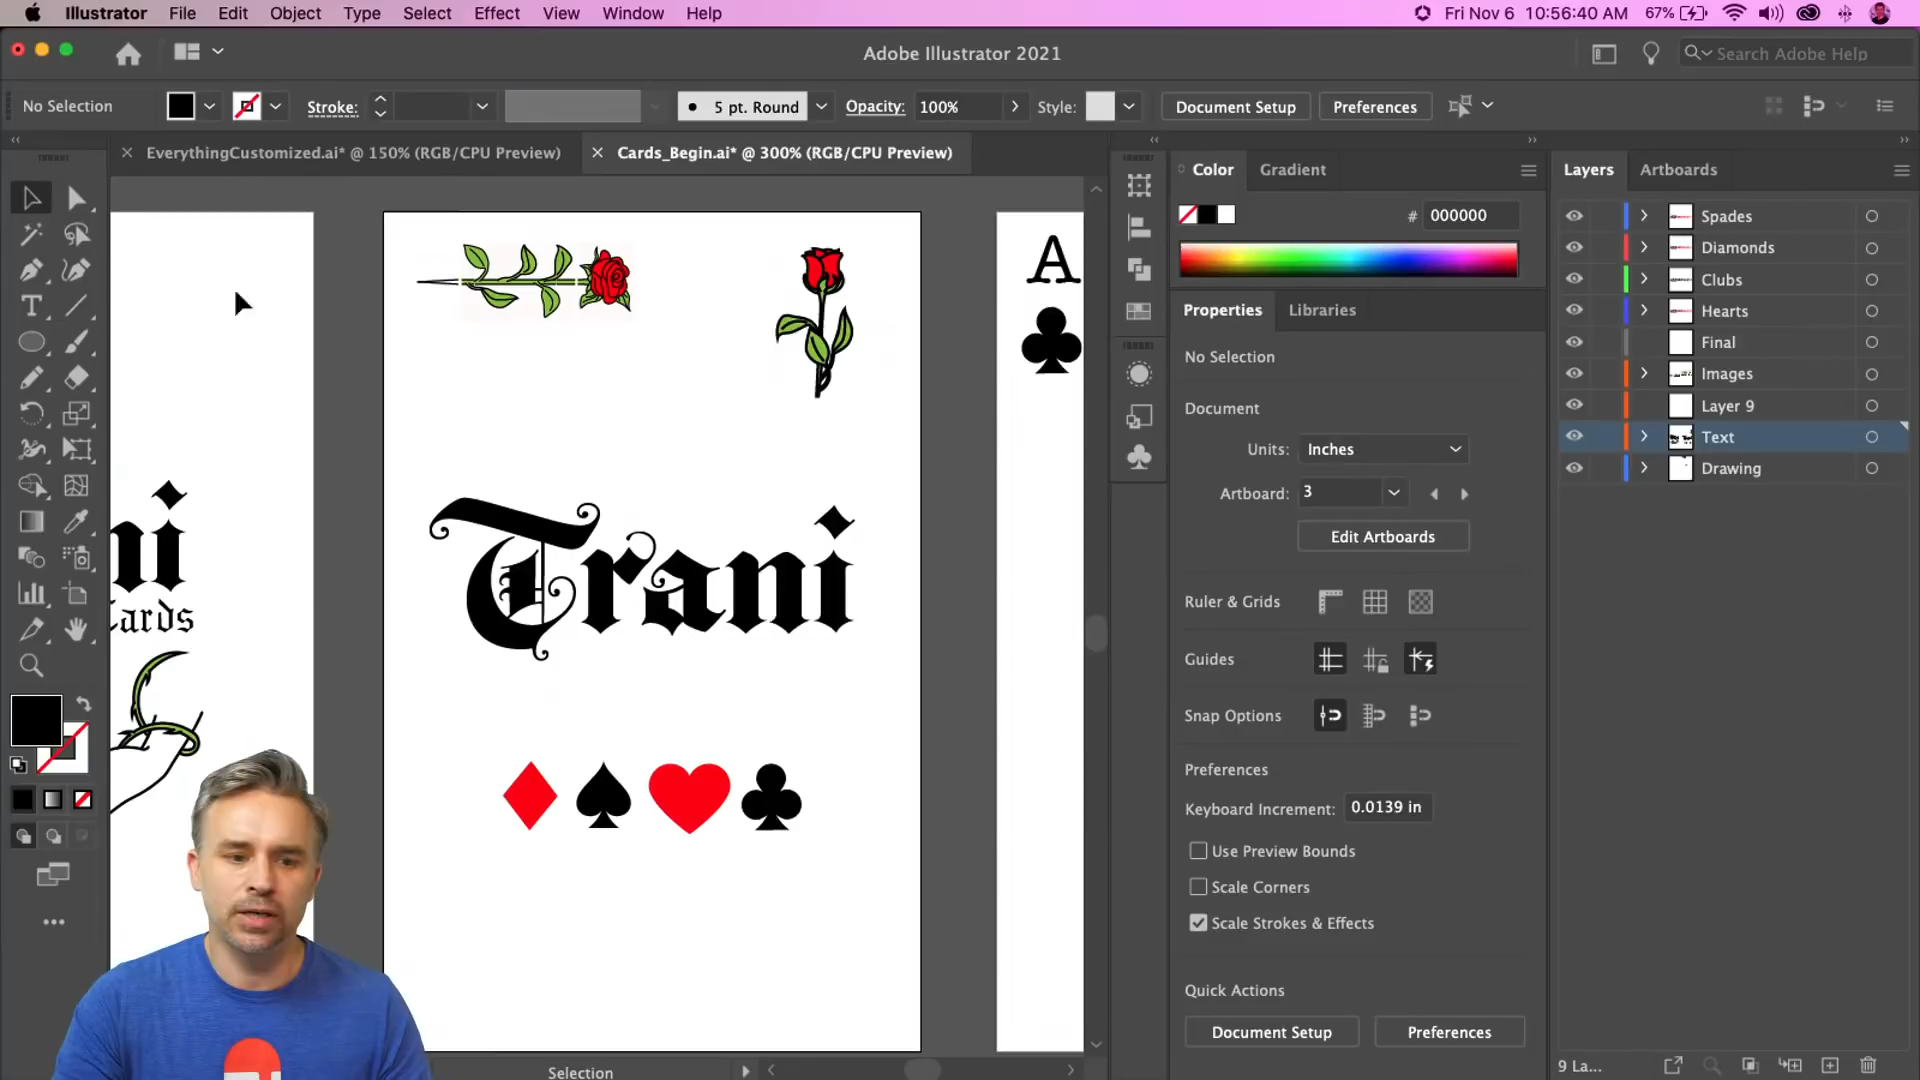 Illustrator File Edit Object Type Select Effect View Window Help Fri Nov 6 10:56:40 AM 67%
Adobe Illustrator 2021 Search Adobe Help
No Selection Stroke: 5 pt. Round Opacity: 100% Style: Document Setup Preferences
EverythingCustomized.ai* @ 150% (RGB/CPU Preview) Cards_Begin.ai* @ 300% (RGB/CPU Preview)
Color Gradient
# 000000
Properties Libraries
No Selection
Document
Units: Inches
Artboard: 3
Edit Artboards
Ruler & Grids
Guides
Snap Options
Preferences
Keyboard Increment: 0.0139 in
Use Preview Bounds
Scale Corners
Scale Strokes & Effects
Quick Actions
Document Setup Preferences
Layers Artboards
Spades
Diamonds
Clubs
Hearts
Final
Images
Layer 9
Text
Drawing
9 La...
ni
Cards
Trani
A
Selection